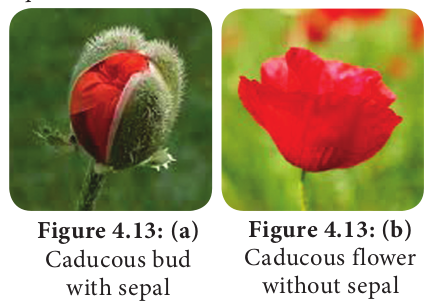 Figure 4.13: (a)
Caducous bud
with sepal
Figure 4.13: (b)
Caducous flower
without sepal